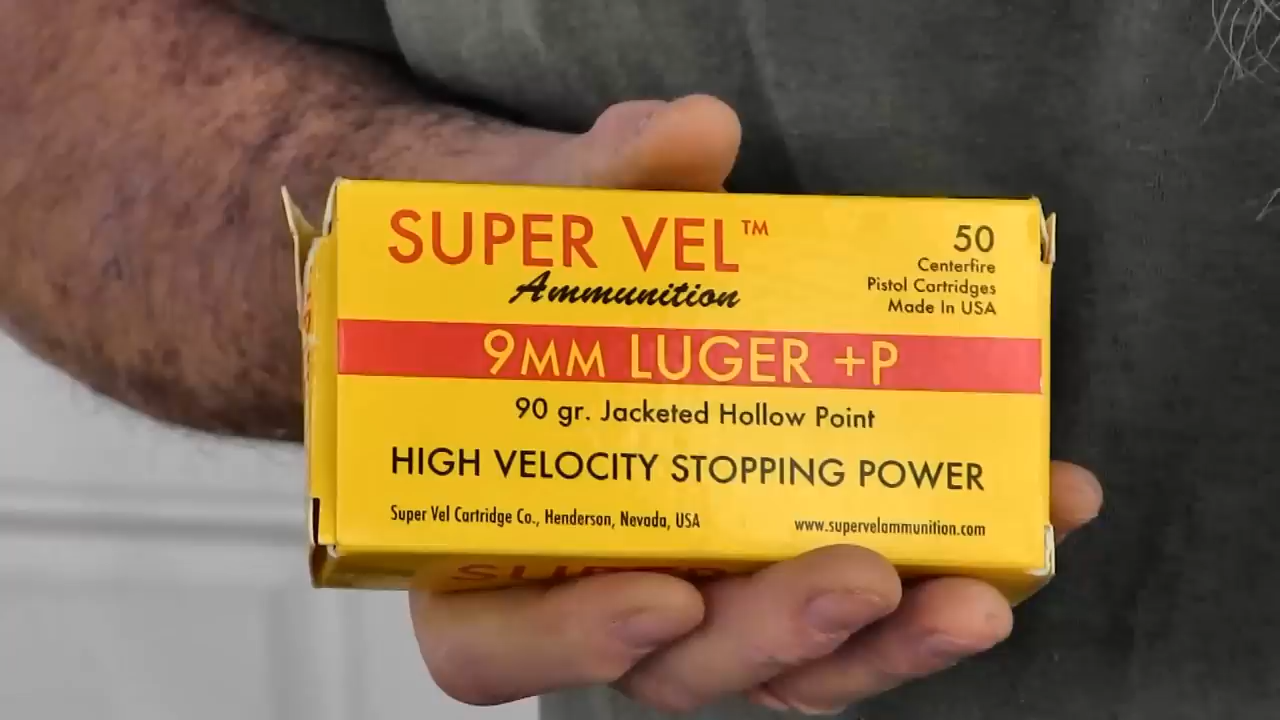 SUPER VEL™
Ammunition
50
Centerfire
Pistol Cartridges
Made In USA
9MM LUGER +P
90 gr. Jacketed Hollow Point
HIGH VELOCITY STOPPING POWER
Super Vel Cartridge Co., Henderson, Nevada, USA
www.supervelammunition.com
SUPER